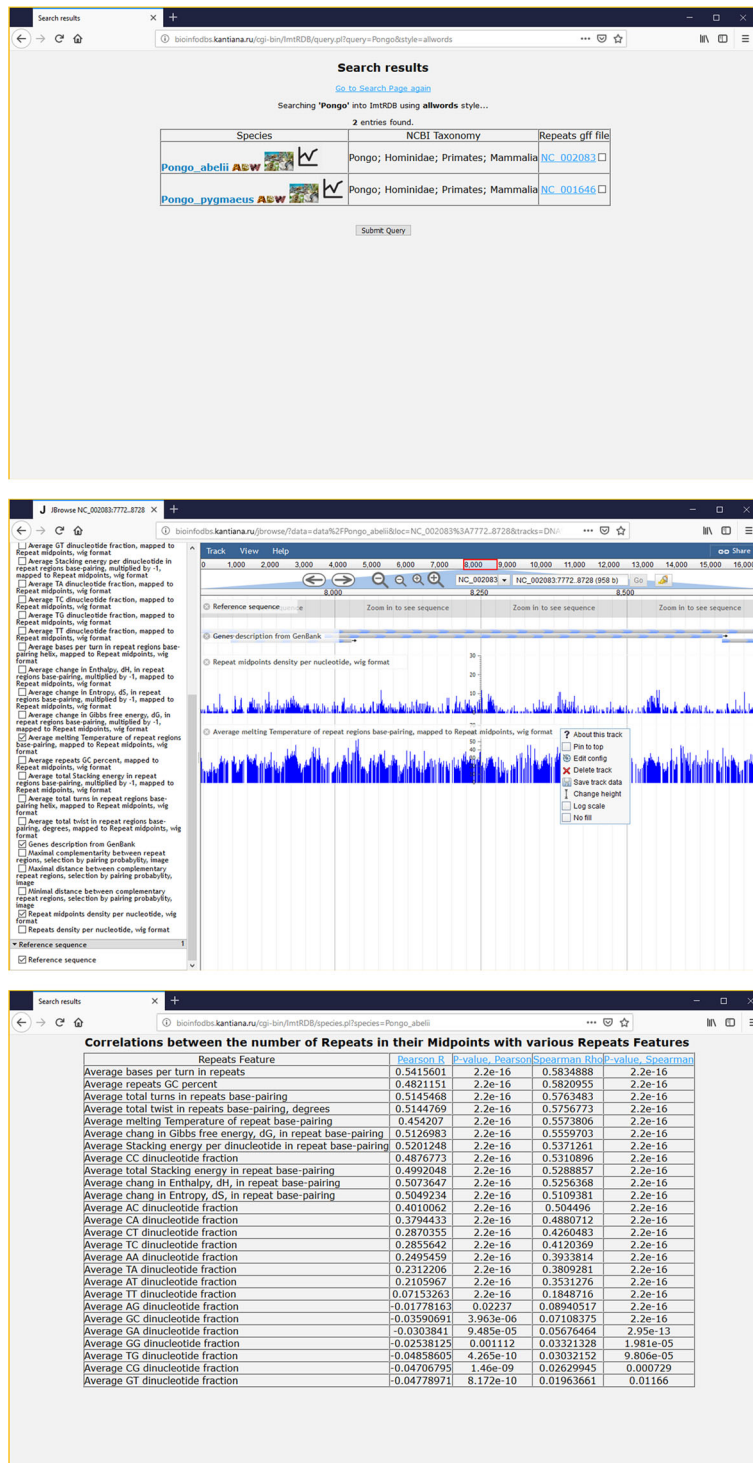 Search results
bioinfodbs.kantiana.ru/cgi-bin/ImtRDB/query.pl?query=Pongo&style=allwords
Search results
Go to Search Page again
Searching 'Pongo' into ImtRDB using allwords style...
2 entries found.
Species NCBI Taxonomy Repeats gff file
Pongo_abelii ADW Pongo; Hominidae; Primates; Mammalia NC_002083
Pongo_pygmaeus ADW Pongo; Hominidae; Primates; Mammalia NC_001646
Submit Query
JBrowse NC_002083:7772..8728
bioinfodbs.kantiana.ru/jbrowse/?data=data%2FPongo_abelii&loc=NC_002083%3A7772..8728&tracks=DNA
Average GT dinucleotide fraction, mapped to
Repeat midpoints, wig format
Average Stacking energy per dinucleotide in
repeat regions base-pairing, multiplied by -1,
mapped to Repeat midpoints, wig format
Average TA dinucleotide fraction, mapped to
Repeat midpoints, wig format
Average TC dinucleotide fraction, mapped to
Repeat midpoints, wig format
Average TG dinucleotide fraction, mapped to
Repeat midpoints, wig format
Average TT dinucleotide fraction, mapped to
Repeat midpoints, wig format
Average bases per turn in repeat regions base-
pairing helix, mapped to Repeat midpoints, wig
format
Average change in Enthalpy, dH, in repeat
regions base-pairing, multiplied by -1, mapped to
Repeat midpoints, wig format
Average change in Entropy, dS, in repeat
regions base-pairing, multiplied by -1, mapped to
Repeat midpoints, wig format
Average change in Gibbs free energy, dG, in
repeat regions base-pairing, multiplied by -1,
mapped to Repeat midpoints, wig format
Average melting Temperature of repeat regions
base-pairing, mapped to Repeat midpoints, wig
format
Average repeats GC percent, mapped to
Repeat midpoints, wig format
Average total Stacking energy in repeat
regions base-pairing, multiplied by -1, mapped to
Repeat midpoints, wig format
Average total turns in repeat regions base-
pairing helix, mapped to Repeat midpoints, wig
format
Average total twist in repeat regions base-
pairing, degrees, mapped to Repeat midpoints, wig
format
Genes description from GenBank
Maximal complementarity between repeat
regions, selection by pairing probabylity, image
Maximal distance between complementary
repeat regions, selection by pairing probabylity,
image
Minimal distance between complementary
repeat regions, selection by pairing probabylity,
image
Repeat midpoints density per nucleotide, wig
format
Repeats density per nucleotide, wig format
Reference sequence 1
Reference sequence
Track View Help Share
0 1,000 2,000 3,000 4,000 5,000 6,000 7,000 8,000 9,000 10,000 11,000 12,000 13,000 14,000 15,000 16,000
NC_002083 NC_002083:7772..8728 (958 b) Go
8,000 8,250 8,500
Reference sequence Zoom in to see sequence Zoom in to see sequence Zoom in to see sequence
Genes description from GenBank
Repeat midpoints density per nucleotide, wig format
30
20
10
Average melting Temperature of repeat regions base-pairing, mapped to Repeat midpoints, wig format
50
40
About this track
Pin to top
Edit config
Delete track
Save track data
Change height
Log scale
No fill
Search results
bioinfodbs.kantiana.ru/cgi-bin/ImtRDB/species.pl?species=Pongo_abelii
Correlations between the number of Repeats in their Midpoints with various Repeats Features
Repeats Feature Pearson R P-value, Pearson Spearman Rho P-value, Spearman
Average bases per turn in repeats 0.5415601 2.2e-16 0.5834888 2.2e-16
Average repeats GC percent 0.4821151 2.2e-16 0.5820955 2.2e-16
Average total turns in repeats base-pairing 0.5145468 2.2e-16 0.5763483 2.2e-16
Average total twist in repeats base-pairing, degrees 0.5144769 2.2e-16 0.5756773 2.2e-16
Average melting Temperature of repeat base-pairing 0.454207 2.2e-16 0.5573806 2.2e-16
Average chang in Gibbs free energy, dG, in repeat base-pairing 0.5126983 2.2e-16 0.5559703 2.2e-16
Average Stacking energy per dinucleotide in repeat base-pairing 0.5201248 2.2e-16 0.5371261 2.2e-16
Average CC dinucleotide fraction 0.4876773 2.2e-16 0.5310896 2.2e-16
Average total Stacking energy in repeat base-pairing 0.4992048 2.2e-16 0.5288857 2.2e-16
Average chang in Enthalpy, dH, in repeat base-pairing 0.5073647 2.2e-16 0.5256368 2.2e-16
Average chang in Entropy, dS, in repeat base-pairing 0.5049234 2.2e-16 0.5109381 2.2e-16
Average AC dinucleotide fraction 0.4010062 2.2e-16 0.504496 2.2e-16
Average CA dinucleotide fraction 0.3794433 2.2e-16 0.4880712 2.2e-16
Average CT dinucleotide fraction 0.2870355 2.2e-16 0.4260483 2.2e-16
Average TC dinucleotide fraction 0.2855642 2.2e-16 0.4120369 2.2e-16
Average AA dinucleotide fraction 0.2495459 2.2e-16 0.3933814 2.2e-16
Average TA dinucleotide fraction 0.2312206 2.2e-16 0.3809281 2.2e-16
Average AT dinucleotide fraction 0.2105967 2.2e-16 0.3531276 2.2e-16
Average TT dinucleotide fraction 0.07153263 2.2e-16 0.1848716 2.2e-16
Average AG dinucleotide fraction -0.01778163 0.02237 0.08940517 2.2e-16
Average GC dinucleotide fraction -0.03590691 3.963e-06 0.07108375 2.2e-16
Average GA dinucleotide fraction -0.0303841 9.485e-05 0.05676464 2.95e-13
Average GG dinucleotide fraction -0.02538125 0.001112 0.03321328 1.981e-05
Average TG dinucleotide fraction -0.04858605 4.265e-10 0.03032152 9.806e-05
Average CG dinucleotide fraction -0.04706795 1.46e-09 0.02629945 0.000729
Average GT dinucleotide fraction -0.04778971 8.172e-10 0.01963661 0.01166